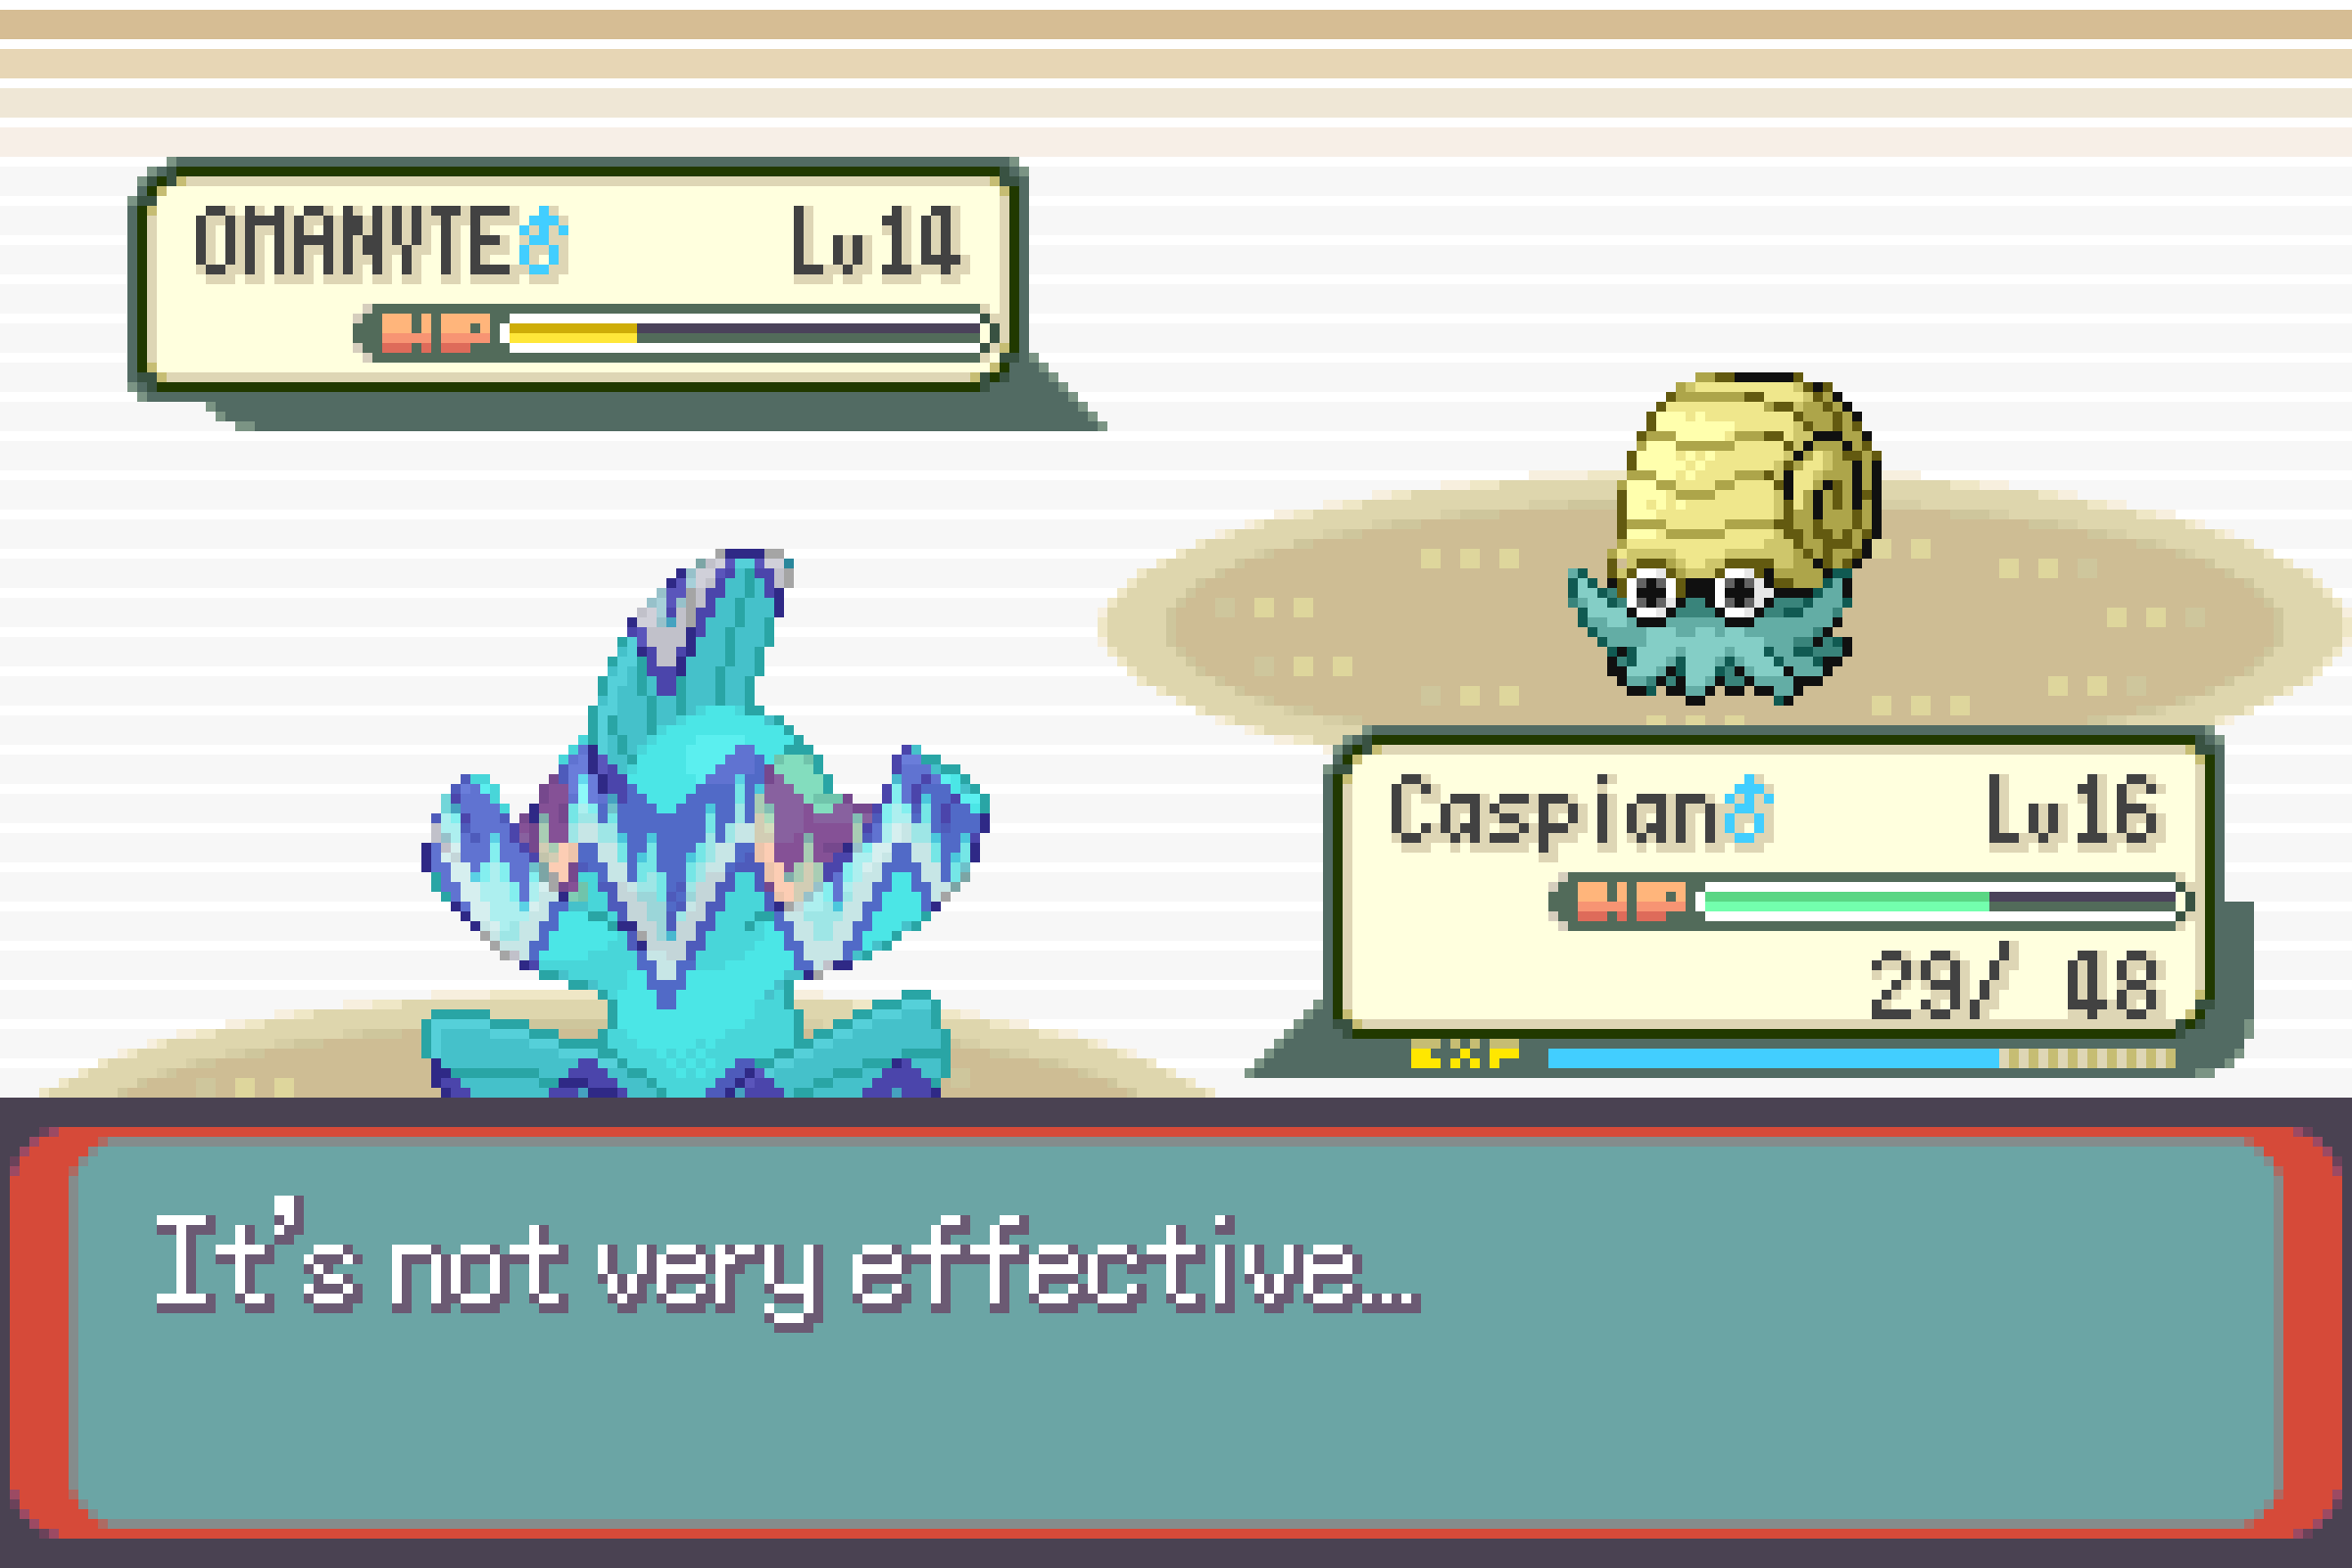 OMANYTE♂ Lv14
HP
Caspian♂ Lv16
HP
29/ 48
EXP
It's not very effective…